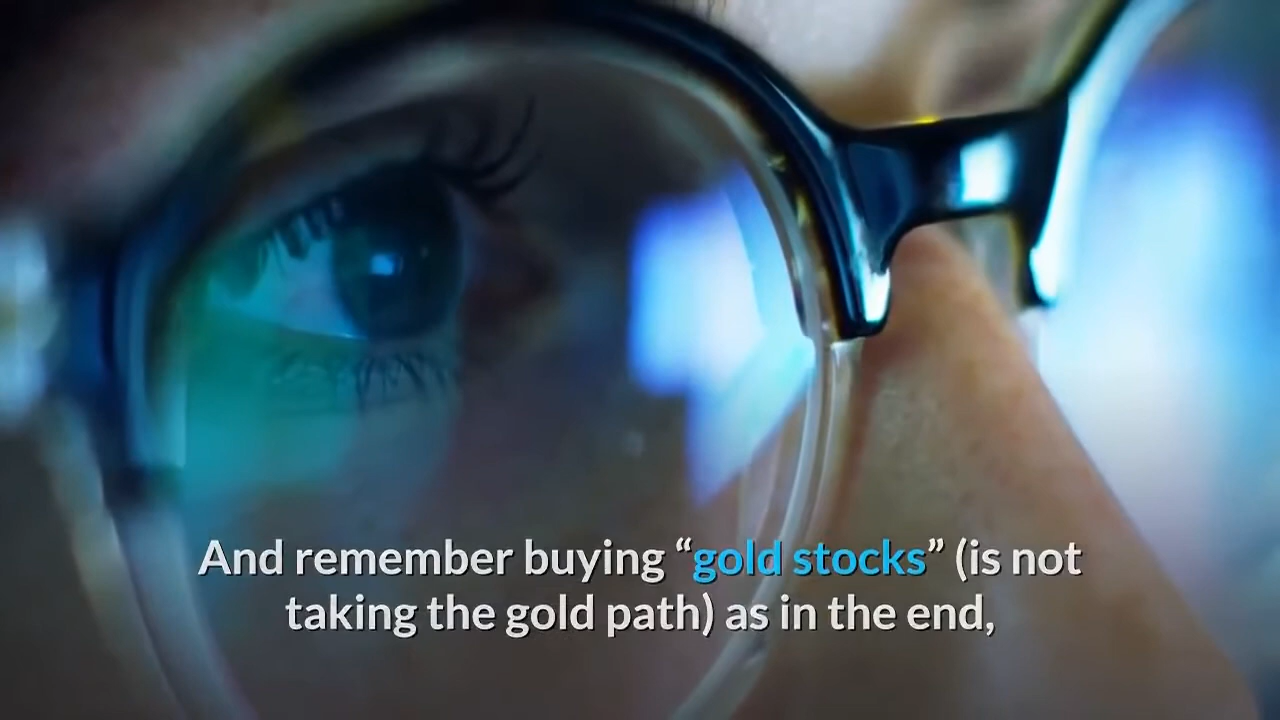 And remember buying “gold stocks” (is not
taking the gold path) as in the end,